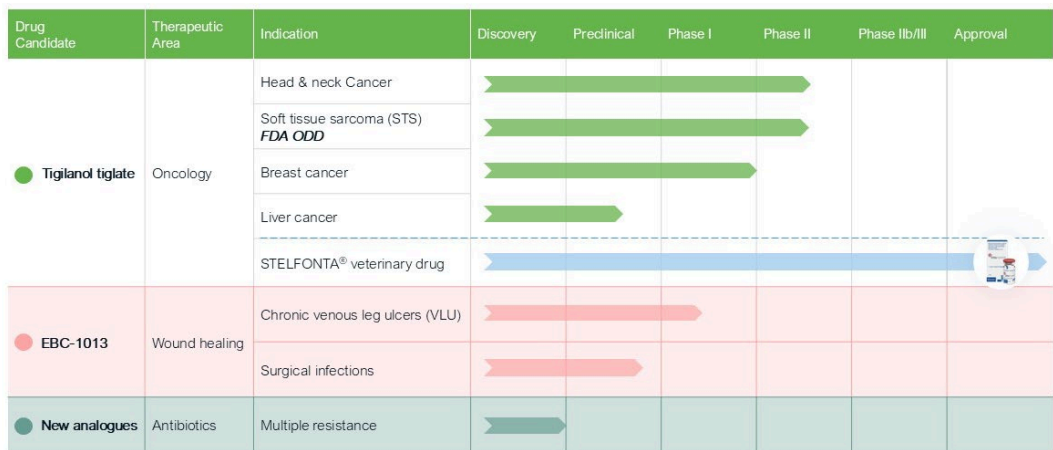 Drug
Candidate
Therapeutic
Area
Indication
Discovery
Preclinical
Phase I
Phase II
Phase IIb/III
Approval
Tigilanol tiglate
Oncology
Head & neck Cancer
Soft tissue sarcoma (STS)
FDA ODD
Breast cancer
Liver cancer
STELFONTA® veterinary drug
EBC-1013
Wound healing
Chronic venous leg ulcers (VLU)
Surgical infections
New analogues
Antibiotics
Multiple resistance